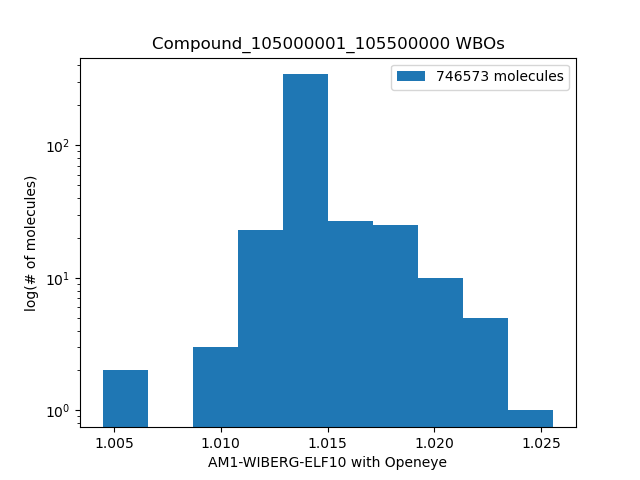 Compound_105000001_105500000 WBOs
746573 molecules
log(# of molecules)
10²
10¹
10⁰
1.005 1.010 1.015 1.020 1.025
AM1-WIBERG-ELF10 with Openeye